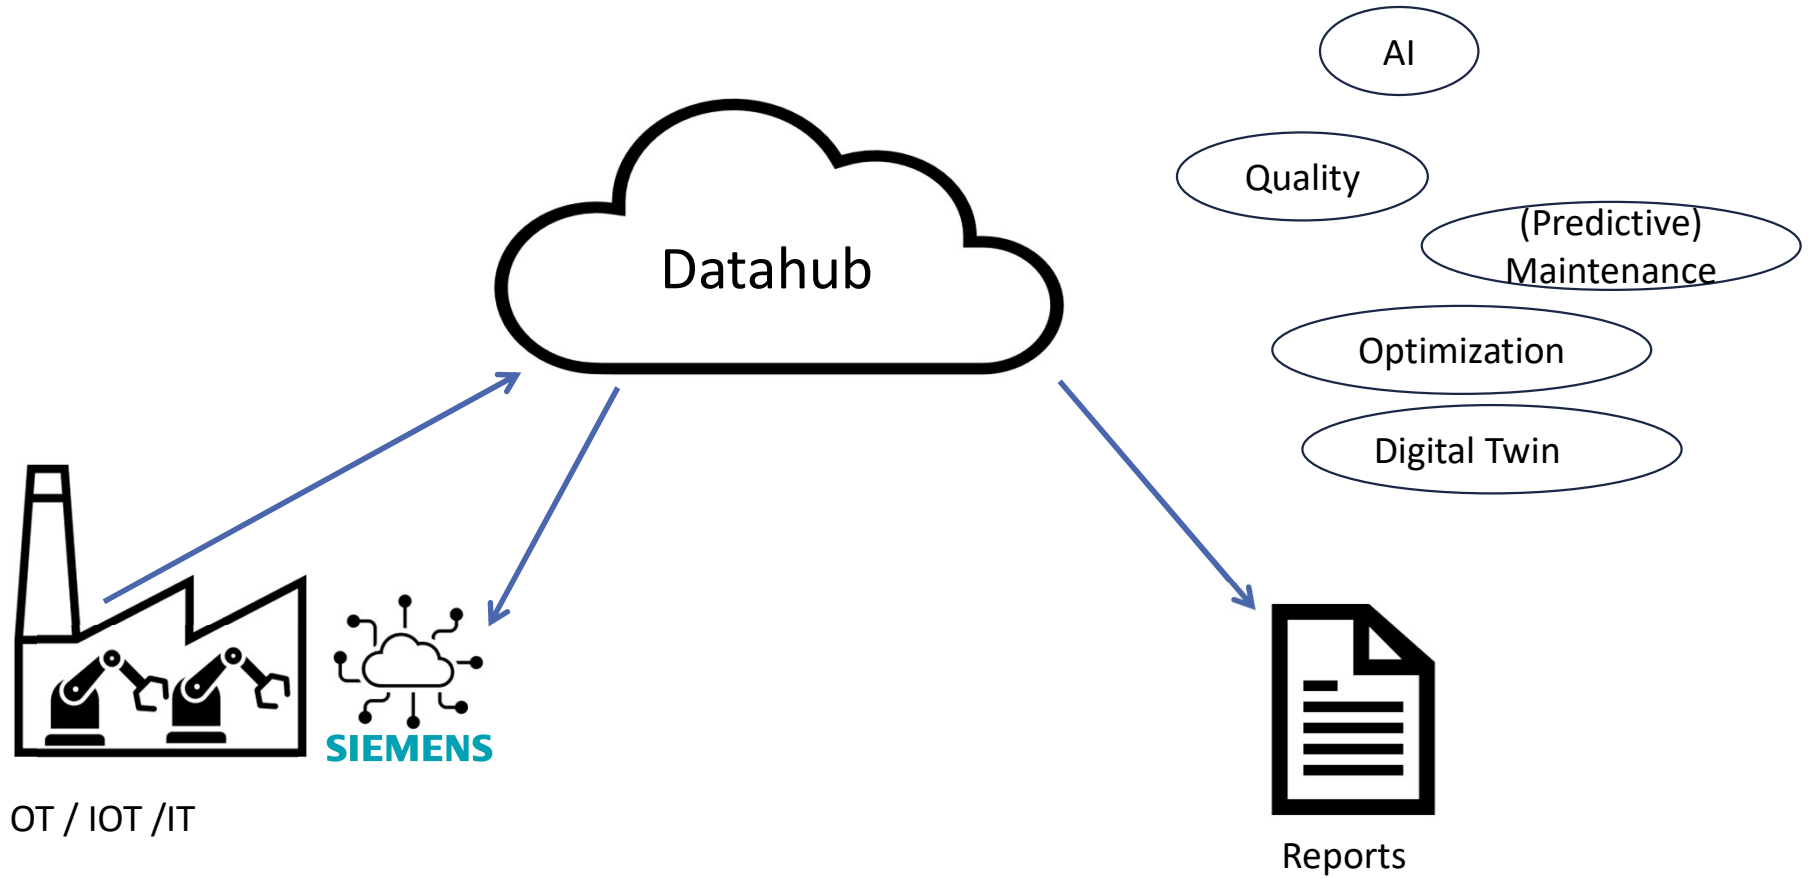 AI
Quality
(Predictive)
Maintenance
Datahub
Optimization
Digital Twin
SIEMENS
OT / IOT /IT
Reports